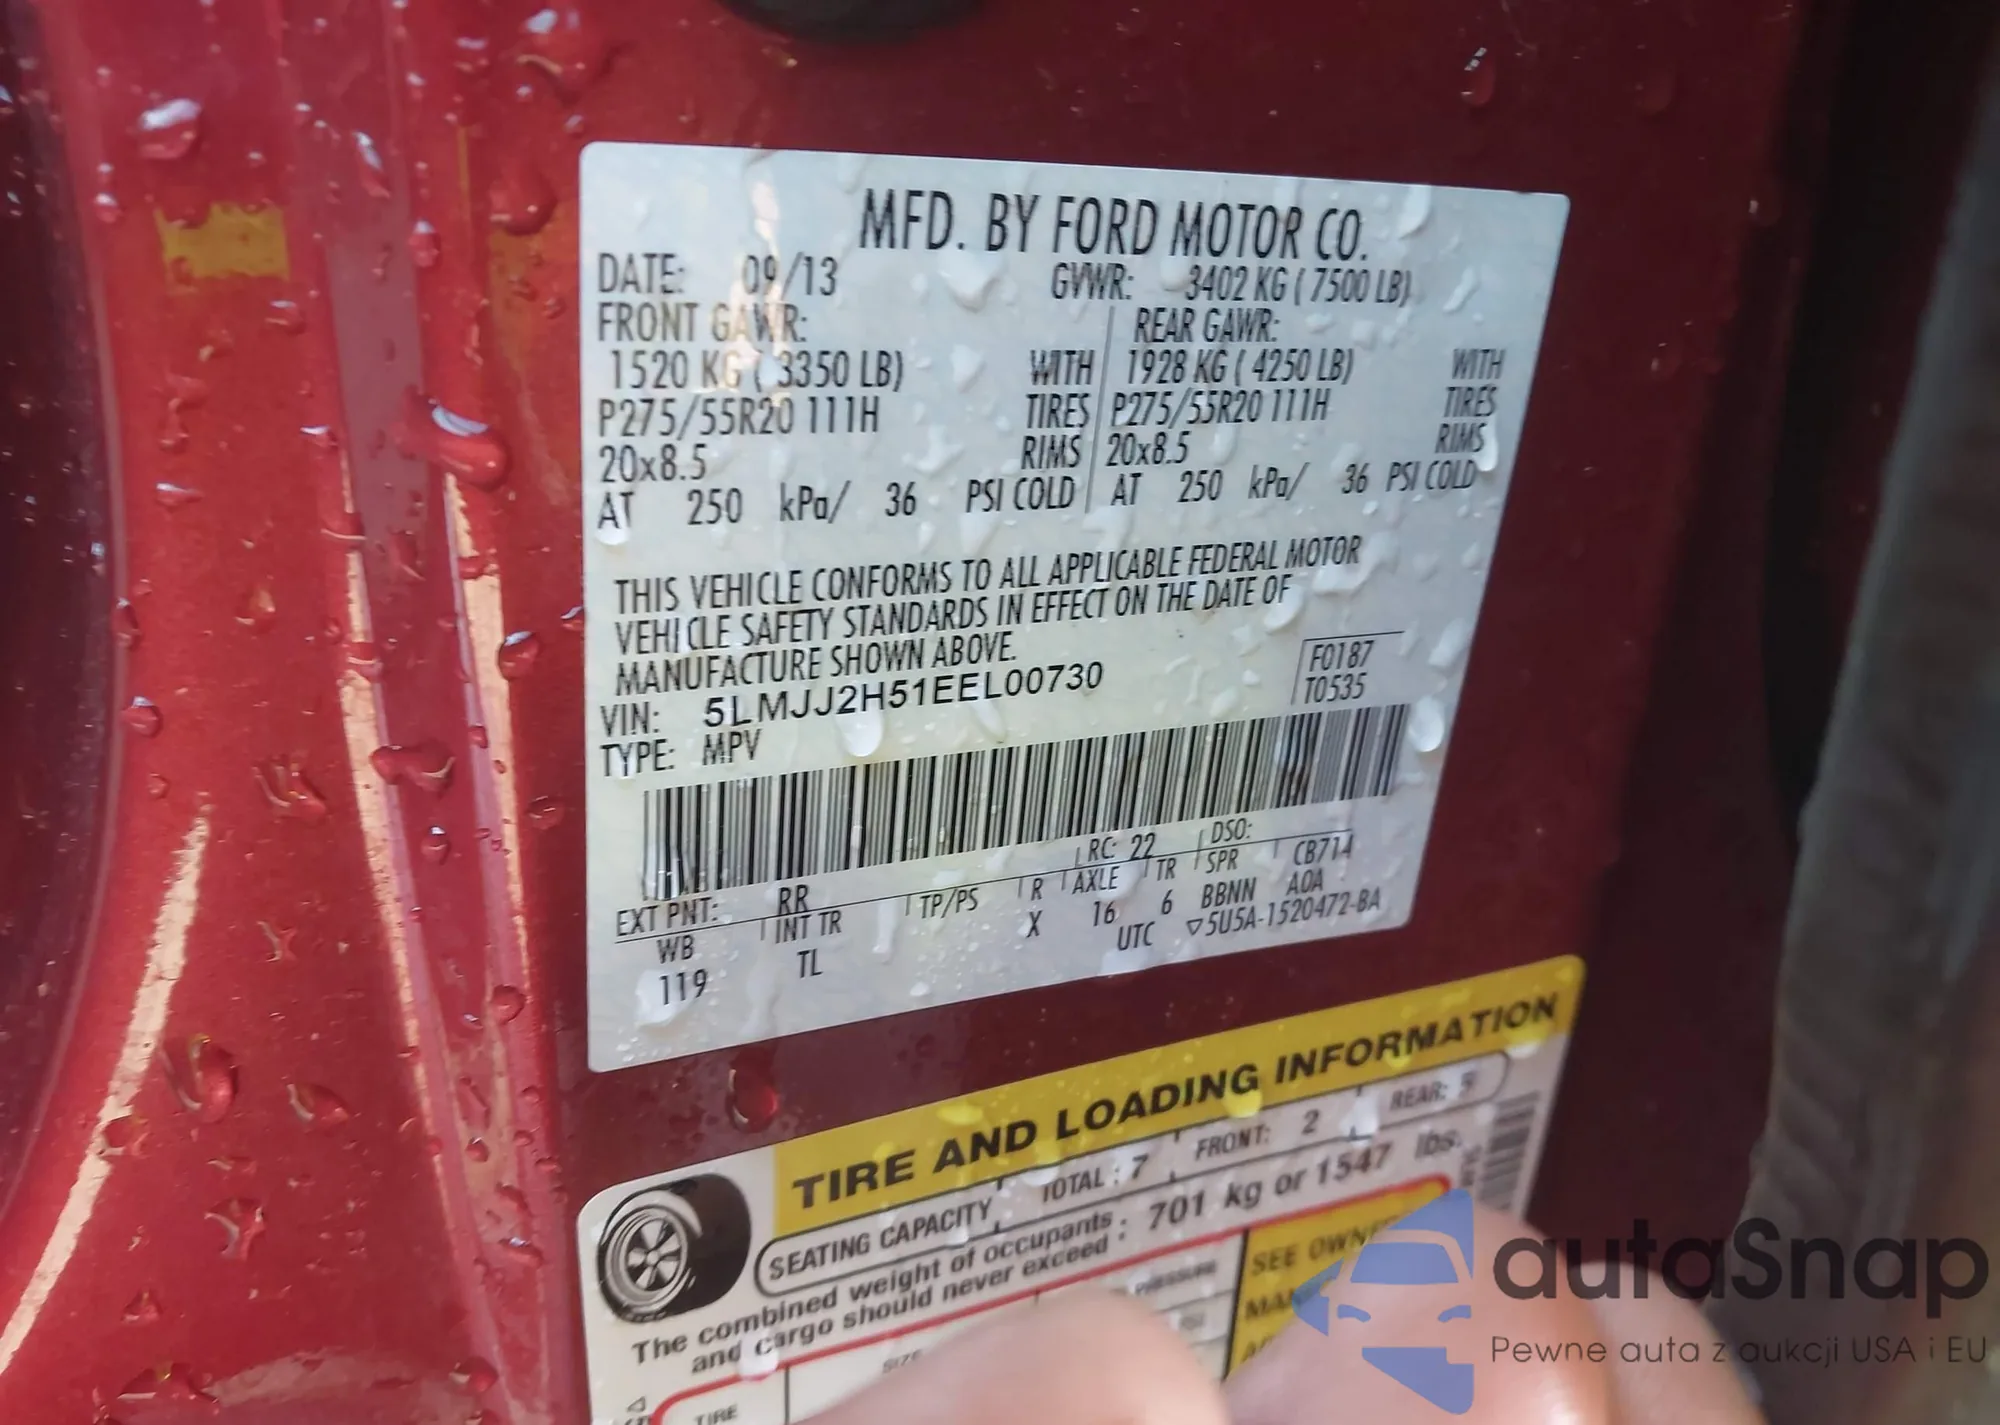 MFD. BY FORD MOTOR CO.
DATE: 09/13 GVWR: 3402 KG ( 7500 LB)
FRONT GAWR: REAR GAWR:
1520 KG ( 3350 LB) WITH 1928 KG ( 4250 LB) WITH
P275/55R20 111H TIRES P275/55R20 111H TIRES
20x8.5 RIMS 20x8.5 RIMS
AT 250 kPa/ 36 PSI COLD AT 250 kPa/ 36 PSI COLD
THIS VEHICLE CONFORMS TO ALL APPLICABLE FEDERAL MOTOR
VEHICLE SAFETY STANDARDS IN EFFECT ON THE DATE OF
MANUFACTURE SHOWN ABOVE.
VIN: 5LMJJ2H51EEL00730
F0187
TYPE: MPV
T0535
EXT PNT: RR RC: 22 DSO:
WB INT TR TP/PS R AXLE TR SPR CB714
119 TL X 16 6 BBNN A0A
UTC ▽5U5A-1520472-BA
TIRE AND LOADING INFORMATION
SEATING CAPACITY TOTAL : 7 FRONT: 2 REAR: 5
The combined weight of occupants
and cargo should never exceed : 701 kg or 1547 lbs.
TIRE SIZE PRESSURE SEE OWNER
autaSnap
Pewne auta z aukcji USA i EU